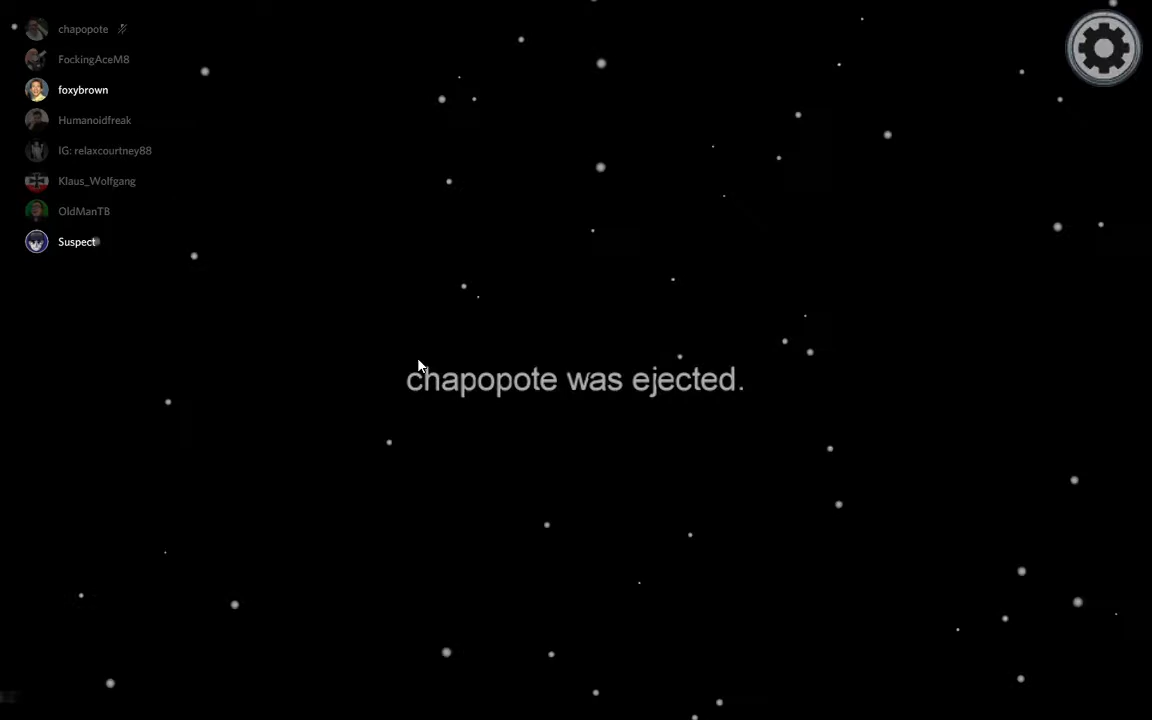 chapopote
FockingAceM8
foxybrown
Humanoidfreak
IG: relaxcourtney88
Klaus_Wolfgang
OldManTB
Suspect
chapopote was ejected.